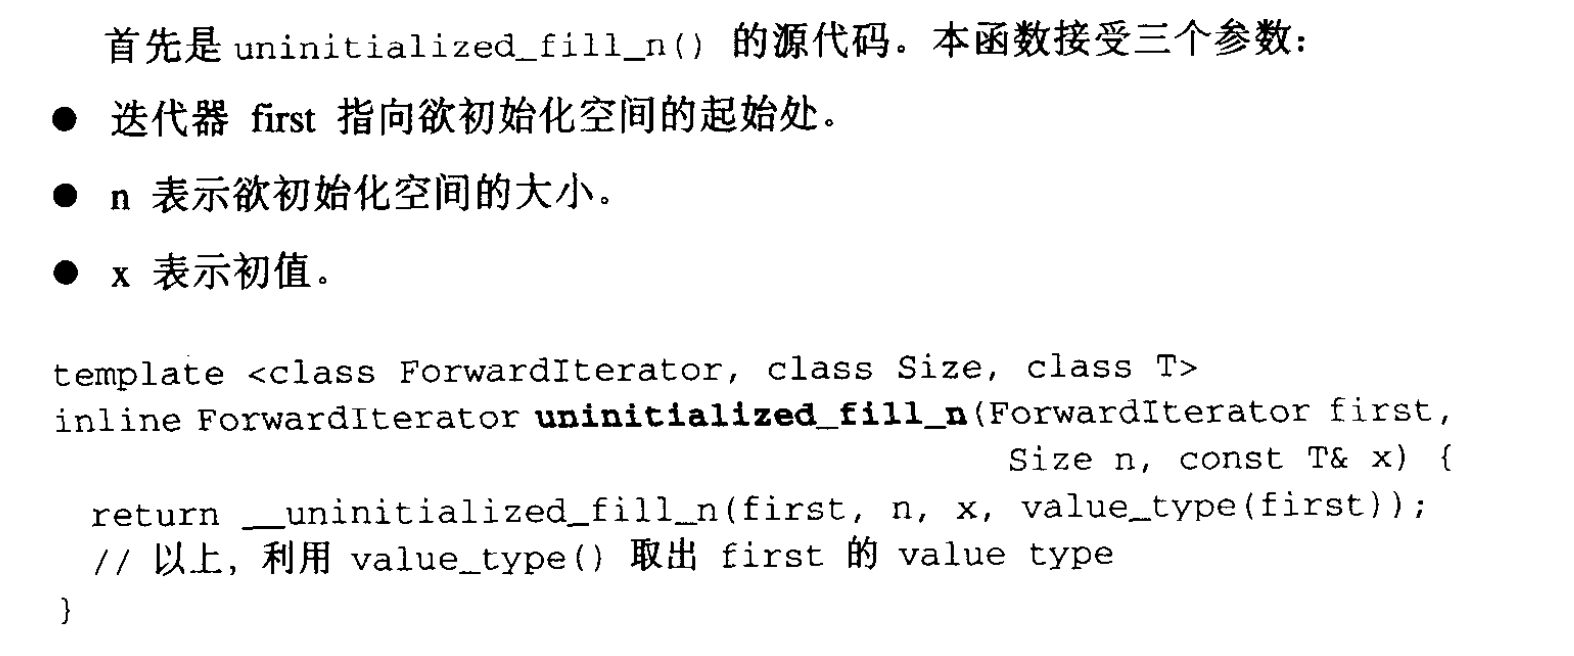 首先是 uninitialized_fill_n() 的源代码。本函数接受三个参数：
● 迭代器 first 指向欲初始化空间的起始处。
● n 表示欲初始化空间的大小。
● x 表示初值。
template <class ForwardIterator, class Size, class T>
inline ForwardIterator uninitialized_fill_n(ForwardIterator first,
Size n, const T& x) {
return __uninitialized_fill_n(first, n, x, value_type(first));
// 以上，利用 value_type() 取出 first 的 value type
}